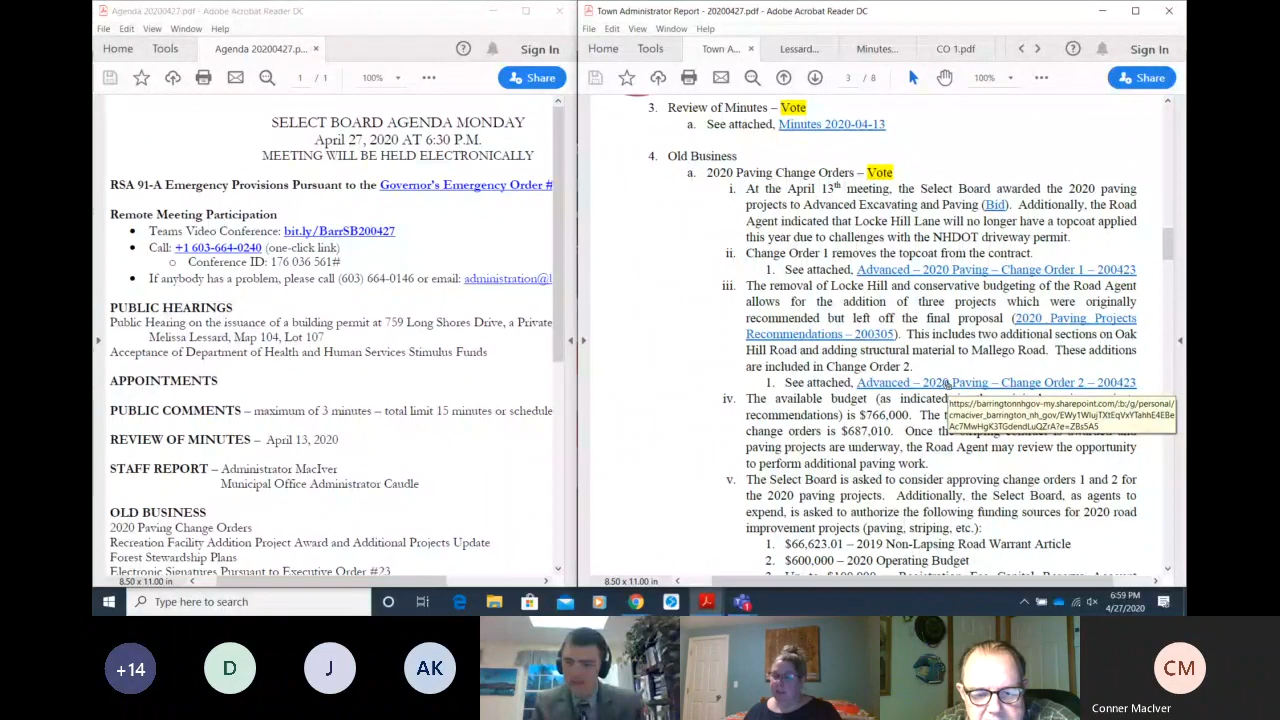 Agenda 20200427.pdf - Adobe Acrobat Reader DC
File Edit View Window Help
Home Tools Agenda 20200427.p... × Sign In
1 / 1 100% Share
SELECT BOARD AGENDA MONDAY
April 27, 2020 AT 6:30 P.M.
MEETING WILL BE HELD ELECTRONICALLY
RSA 91-A Emergency Provisions Pursuant to the Governor's Emergency Order #
Remote Meeting Participation
• Teams Video Conference: bit.ly/BarrSB200427
• Call: +1 603-664-0240 (one-click link)
o Conference ID: 176 036 561#
• If anybody has a problem, please call (603) 664-0146 or email: administration@
PUBLIC HEARINGS
Public Hearing on the issuance of a building permit at 759 Long Shores Drive, a Private
Melissa Lessard, Map 104, Lot 107
Acceptance of Department of Health and Human Services Stimulus Funds
APPOINTMENTS
PUBLIC COMMENTS – maximum of 3 minutes – total limit 15 minutes or schedule
REVIEW OF MINUTES – April 13, 2020
STAFF REPORT – Administrator MacIver
Municipal Office Administrator Caudle
OLD BUSINESS
2020 Paving Change Orders
Recreation Facility Addition Project Award and Additional Projects Update
Forest Stewardship Plans
Electronic Signatures Pursuant to Executive Order #23
8.50 x 11.00 in
Town Administrator Report - 20200427.pdf - Adobe Acrobat Reader DC
File Edit View Window Help
Home Tools Town A... × Lessard... Minutes... CO 1.pdf Sign In
3 / 8 100% Share
3. Review of Minutes – Vote
a. See attached, Minutes 2020-04-13
4. Old Business
a. 2020 Paving Change Orders – Vote
i. At the April 13th meeting, the Select Board awarded the 2020 paving
projects to Advanced Excavating and Paving (Bid). Additionally, the Road
Agent indicated that Locke Hill Lane will no longer have a topcoat applied
this year due to challenges with the NHDOT driveway permit.
ii. Change Order 1 removes the topcoat from the contract.
1. See attached, Advanced – 2020 Paving – Change Order 1 – 200423
iii. The removal of Locke Hill and conservative budgeting of the Road Agent
allows for the addition of three projects which were originally
recommended but left off the final proposal (2020 Paving Projects
Recommendations – 200305). This includes two additional sections on Oak
Hill Road and adding structural material to Mallego Road. These additions
are included in Change Order 2.
1. See attached, Advanced – 2020 Paving – Change Order 2 – 200423
iv. The available budget (as indicated
https://barringtonnhgov-my.sharepoint.com/:b:/g/personal/
cmaciver_barrington_nh_gov/EWy1WlujTXtEqVxYTahhE4EBe
Ac7MwHgK3TGdendLuQZrA?e=ZBs5A5
recommendations) is $766,000. The
change orders is $687,010. Once
paving projects are underway, the Road Agent may review the opportunity
to perform additional paving work.
v. The Select Board is asked to consider approving change orders 1 and 2 for
the 2020 paving projects. Additionally, the Select Board, as agents to
expend, is asked to authorize the following funding sources for 2020 road
improvement projects (paving, striping, etc.):
1. $66,623.01 – 2019 Non-Lapsing Road Warrant Article
2. $600,000 – 2020 Operating Budget
8.50 x 11.00 in
Type here to search
6:59 PM
4/27/2020
+14 D J AK CM
Conner MacIver